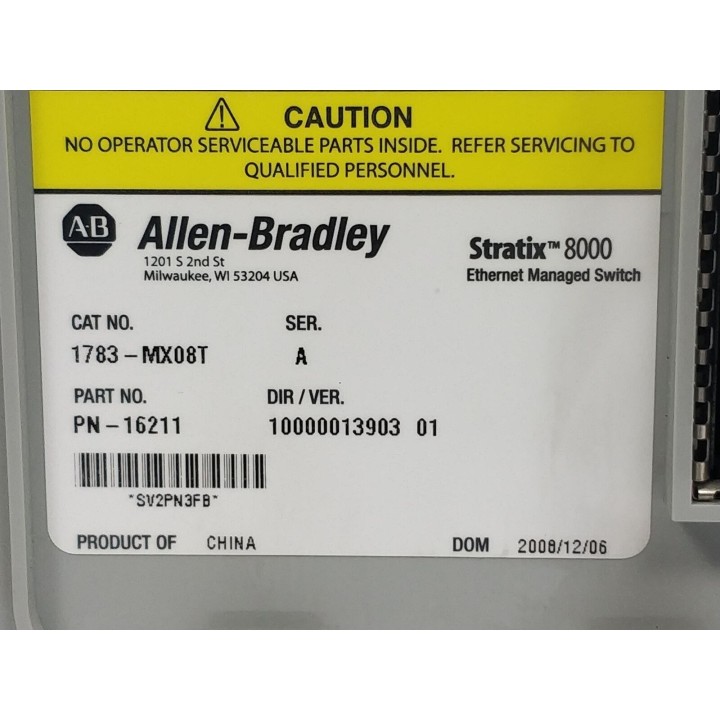 CAUTION
NO OPERATOR SERVICEABLE PARTS INSIDE. REFER SERVICING TO
QUALIFIED PERSONNEL.
A-B Allen-Bradley
1201 S 2nd St
Milwaukee, WI 53204 USA
Stratix™ 8000
Ethernet Managed Switch
CAT NO. SER.
1783-MX08T A
PART NO. DIR / VER.
PN-16211 10000013903 01
*SV2PN3FB*
PRODUCT OF CHINA DOM 2008/12/06